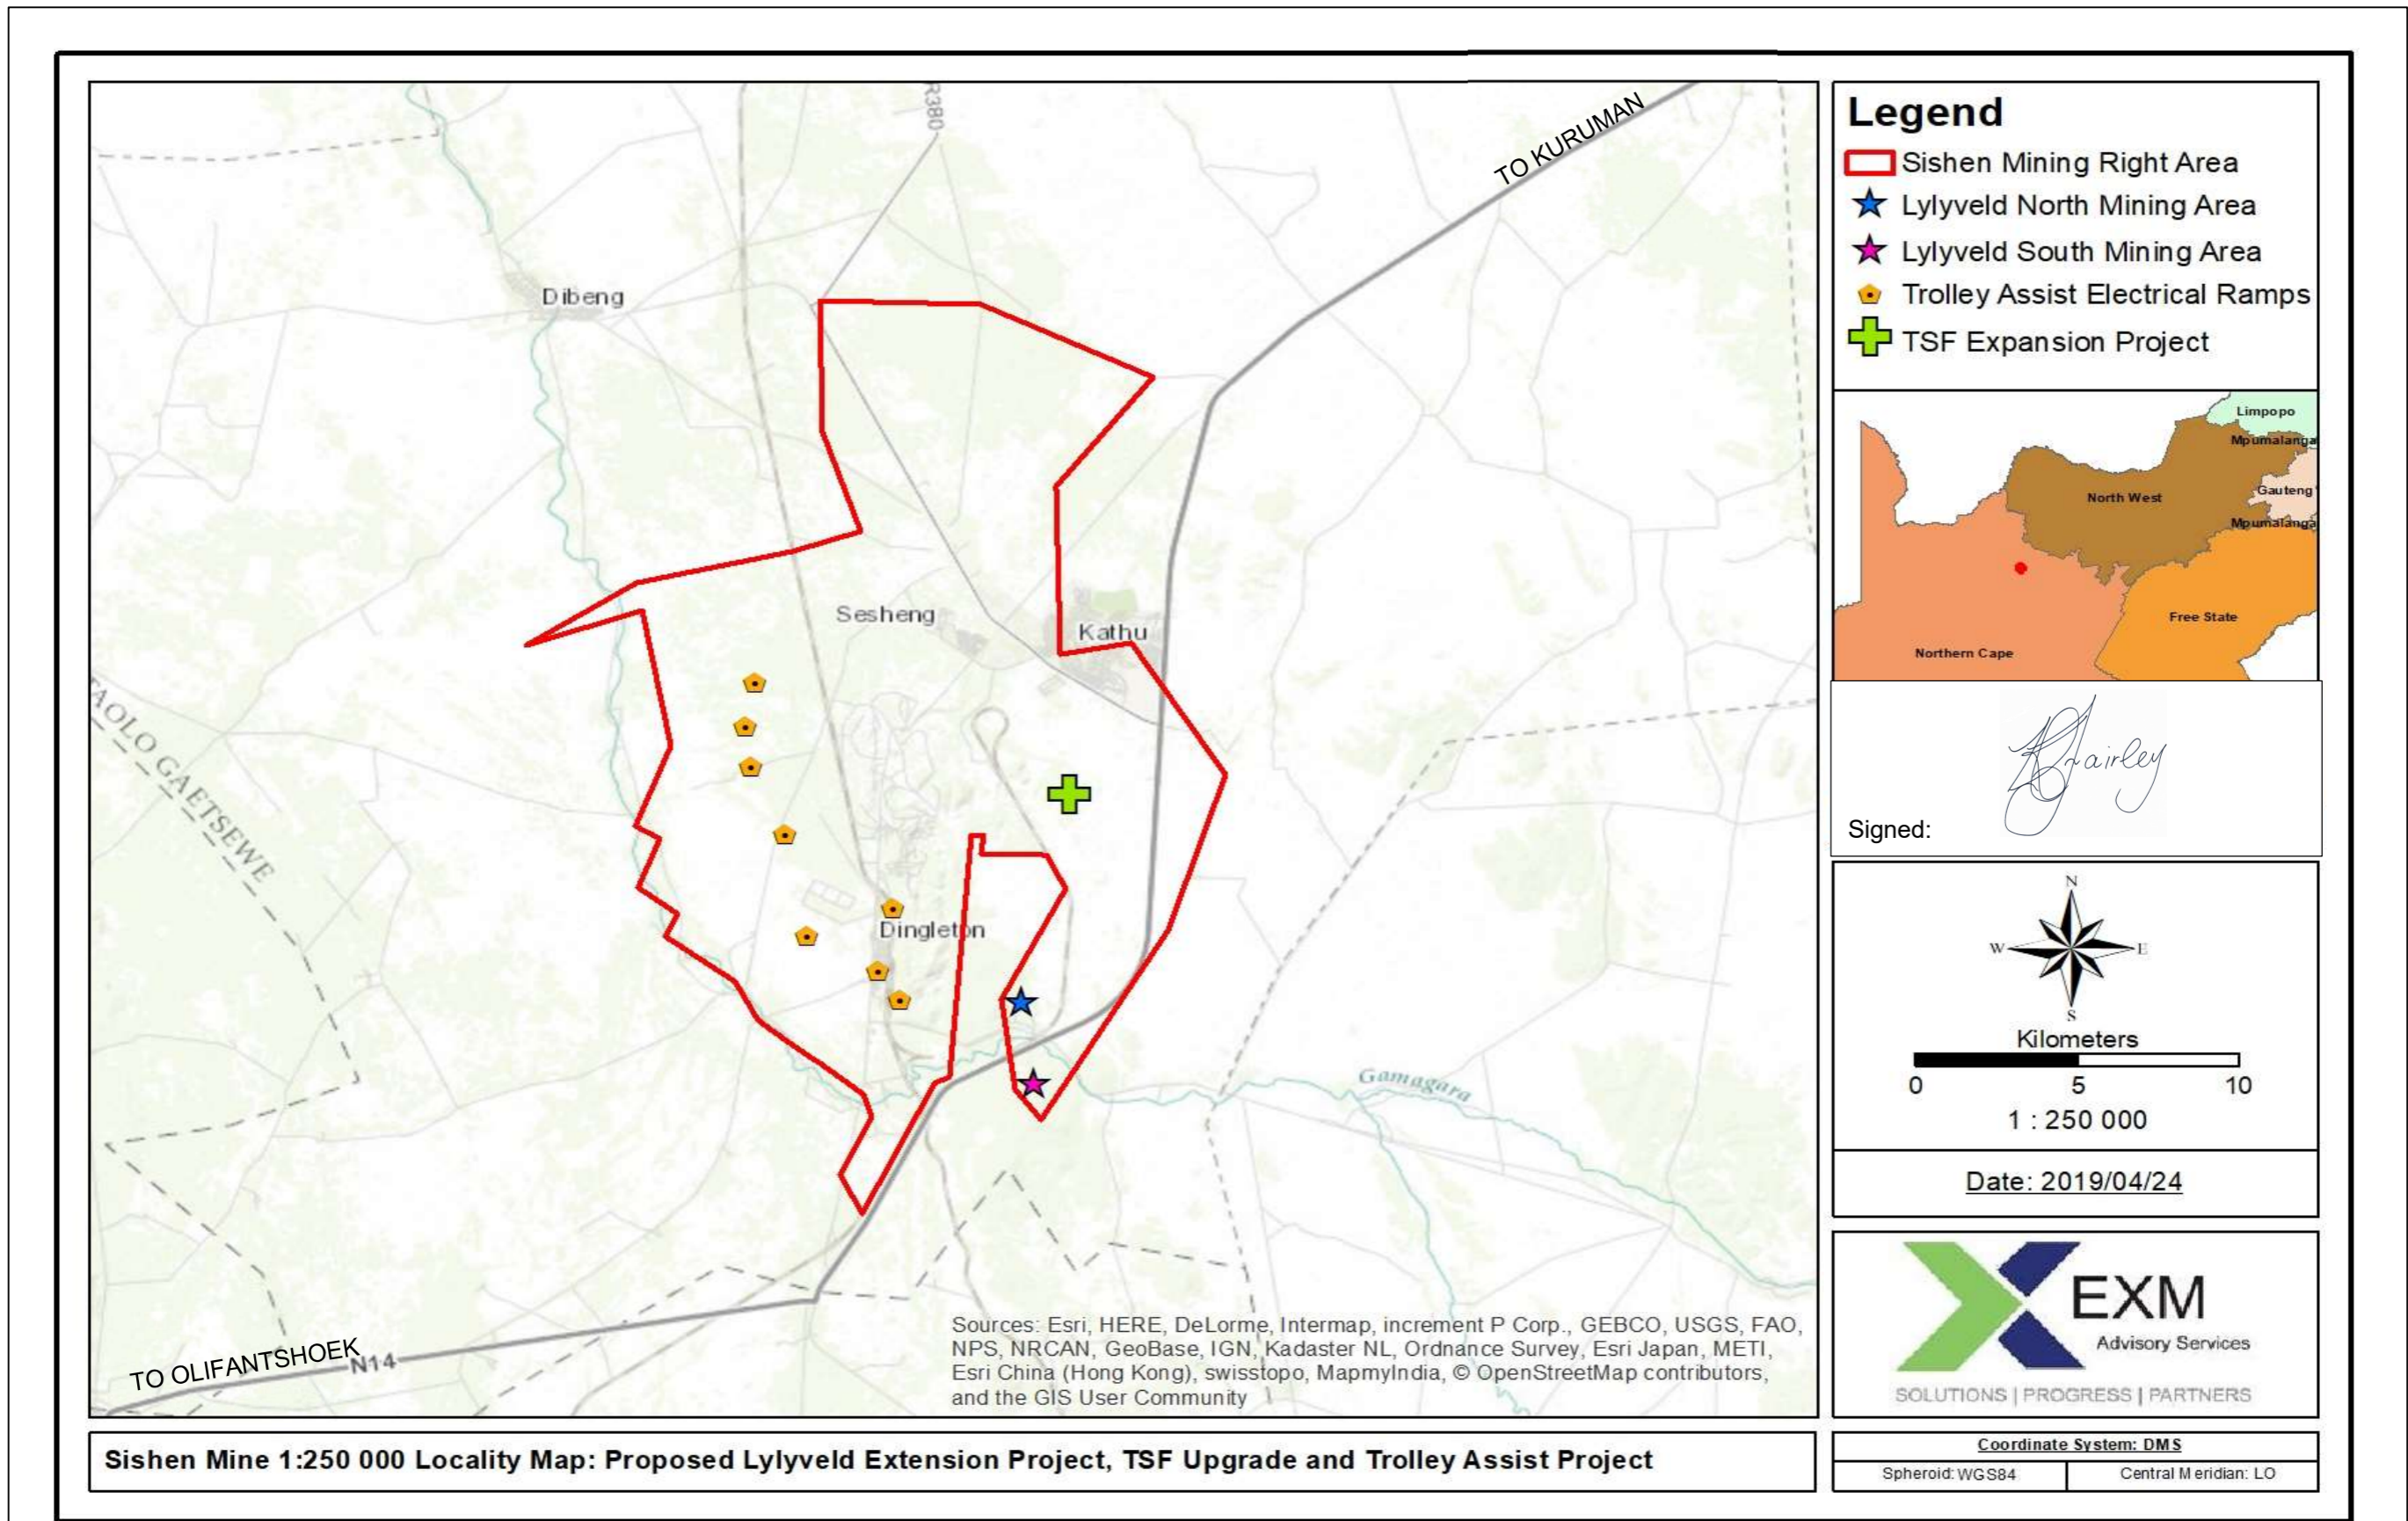 R380
TO KURUMAN
Dibeng
Sesheng
Kathu
TAOLO GAETSEWE
Dingleton
Gamagara
TO OLIFANTSHOEK
N14
Sources: Esri, HERE, DeLorme, Intermap, increment P Corp., GEBCO, USGS, FAO,
NPS, NRCAN, GeoBase, IGN, Kadaster NL, Ordnance Survey, Esri Japan, METI,
Esri China (Hong Kong), swisstopo, MapmyIndia, © OpenStreetMap contributors,
and the GIS User Community
Sishen Mine 1:250 000 Locality Map: Proposed Lylyveld Extension Project, TSF Upgrade and Trolley Assist Project
Legend
Sishen Mining Right Area
Lylyveld North Mining Area
Lylyveld South Mining Area
Trolley Assist Electrical Ramps
TSF Expansion Project
Limpopo
Mpumalanga
North West
Gauteng
Mpumalanga
Free State
Northern Cape
Fairley
Signed:
N
W E
S
Kilometers
0 5 10
1 : 250 000
Date: 2019/04/24
EXM
Advisory Services
SOLUTIONS | PROGRESS | PARTNERS
Coordinate System: DMS
Spheroid: WGS84 Central Meridian: LO